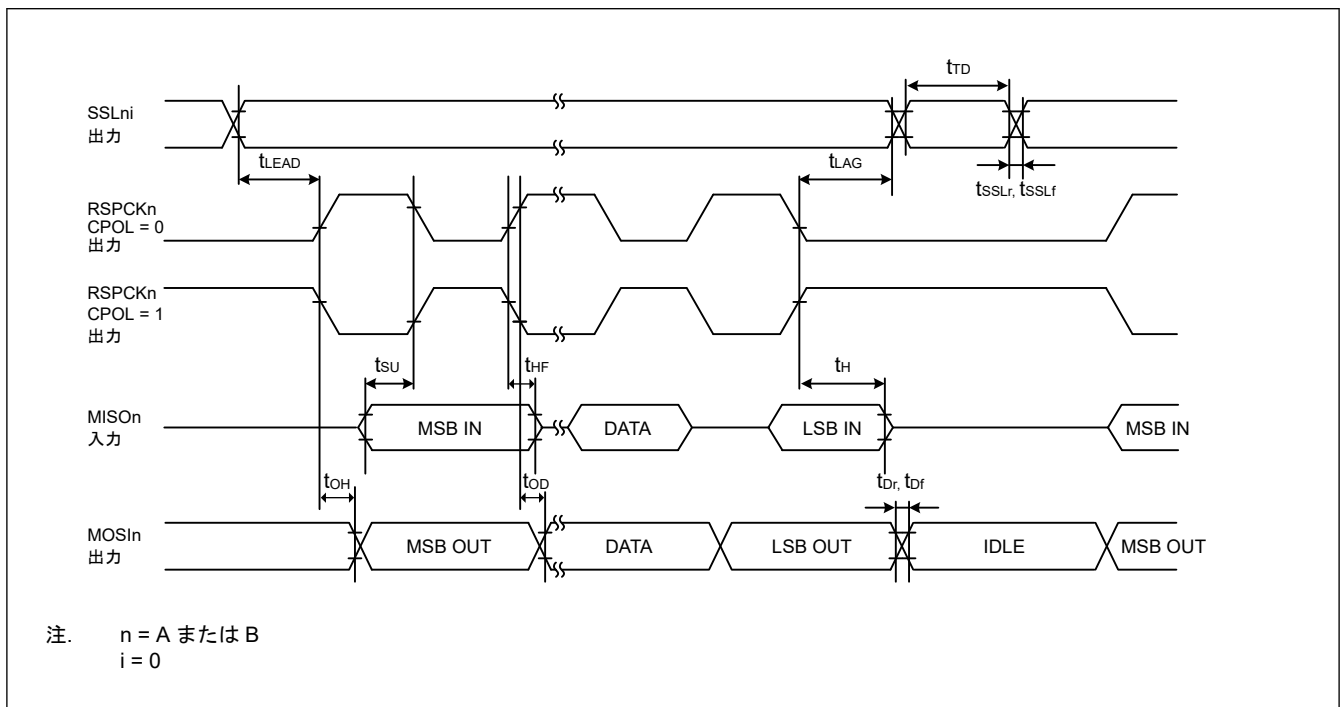 tTD
SSLni
出力
tLEAD
tLAG
tSSLr, tSSLf
RSPCKn
CPOL = 0
出力
RSPCKn
CPOL = 1
出力
tSU
tHF
tH
MISOn
入力
MSB IN
DATA
LSB IN
MSB IN
tOH
tOD
tDr, tDf
MOSIn
出力
MSB OUT
DATA
LSB OUT
IDLE
MSB OUT
注. n = A または B
i = 0